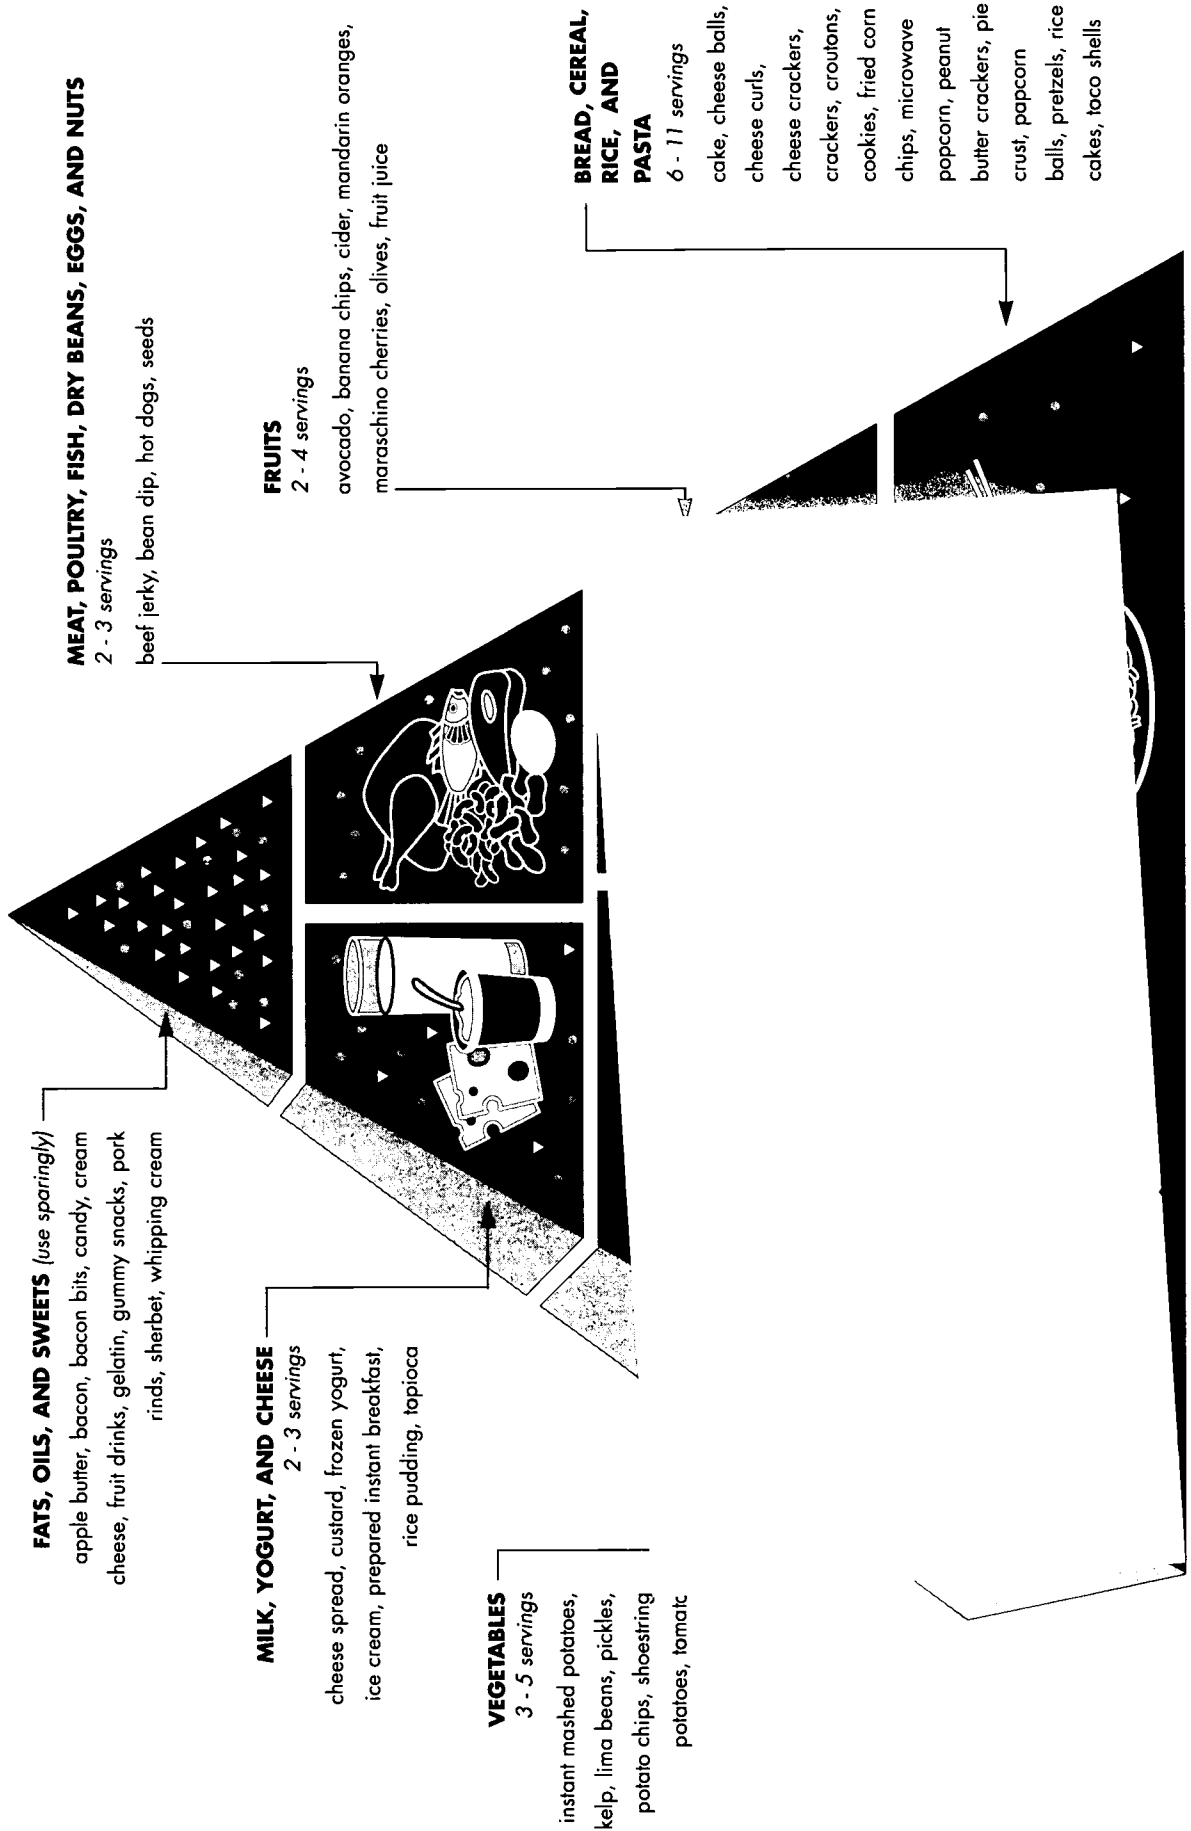 FATS, OILS, AND SWEETS (use sparingly)
apple butter, bacon, bacon bits, candy, cream
cheese, fruit drinks, gelatin, gummy snacks, pork
rinds, sherbet, whipping cream
MEAT, POULTRY, FISH, DRY BEANS, EGGS, AND NUTS
2 - 3 servings
beef jerky, bean dip, hot dogs, seeds
MILK, YOGURT, AND CHEESE
2 - 3 servings
cheese spread, custard, frozen yogurt,
ice cream, prepared instant breakfast,
rice pudding, tapioca
FRUITS
2 - 4 servings
avocado, banana chips, cider, mandarin oranges,
maraschino cherries, olives, fruit juice
VEGETABLES
3 - 5 servings
instant mashed potatoes,
kelp, lima beans, pickles,
potato chips, shoestring
potatoes, tomatc
BREAD, CEREAL,
RICE, AND
PASTA
6 - 11 servings
cake, cheese balls,
cheese curls,
cheese crackers,
crackers, croutons,
cookies, fried corn
chips, microwave
popcorn, peanut
butter crackers, pie
crust, papcorn
balls, pretzels, rice
cakes, taco shells